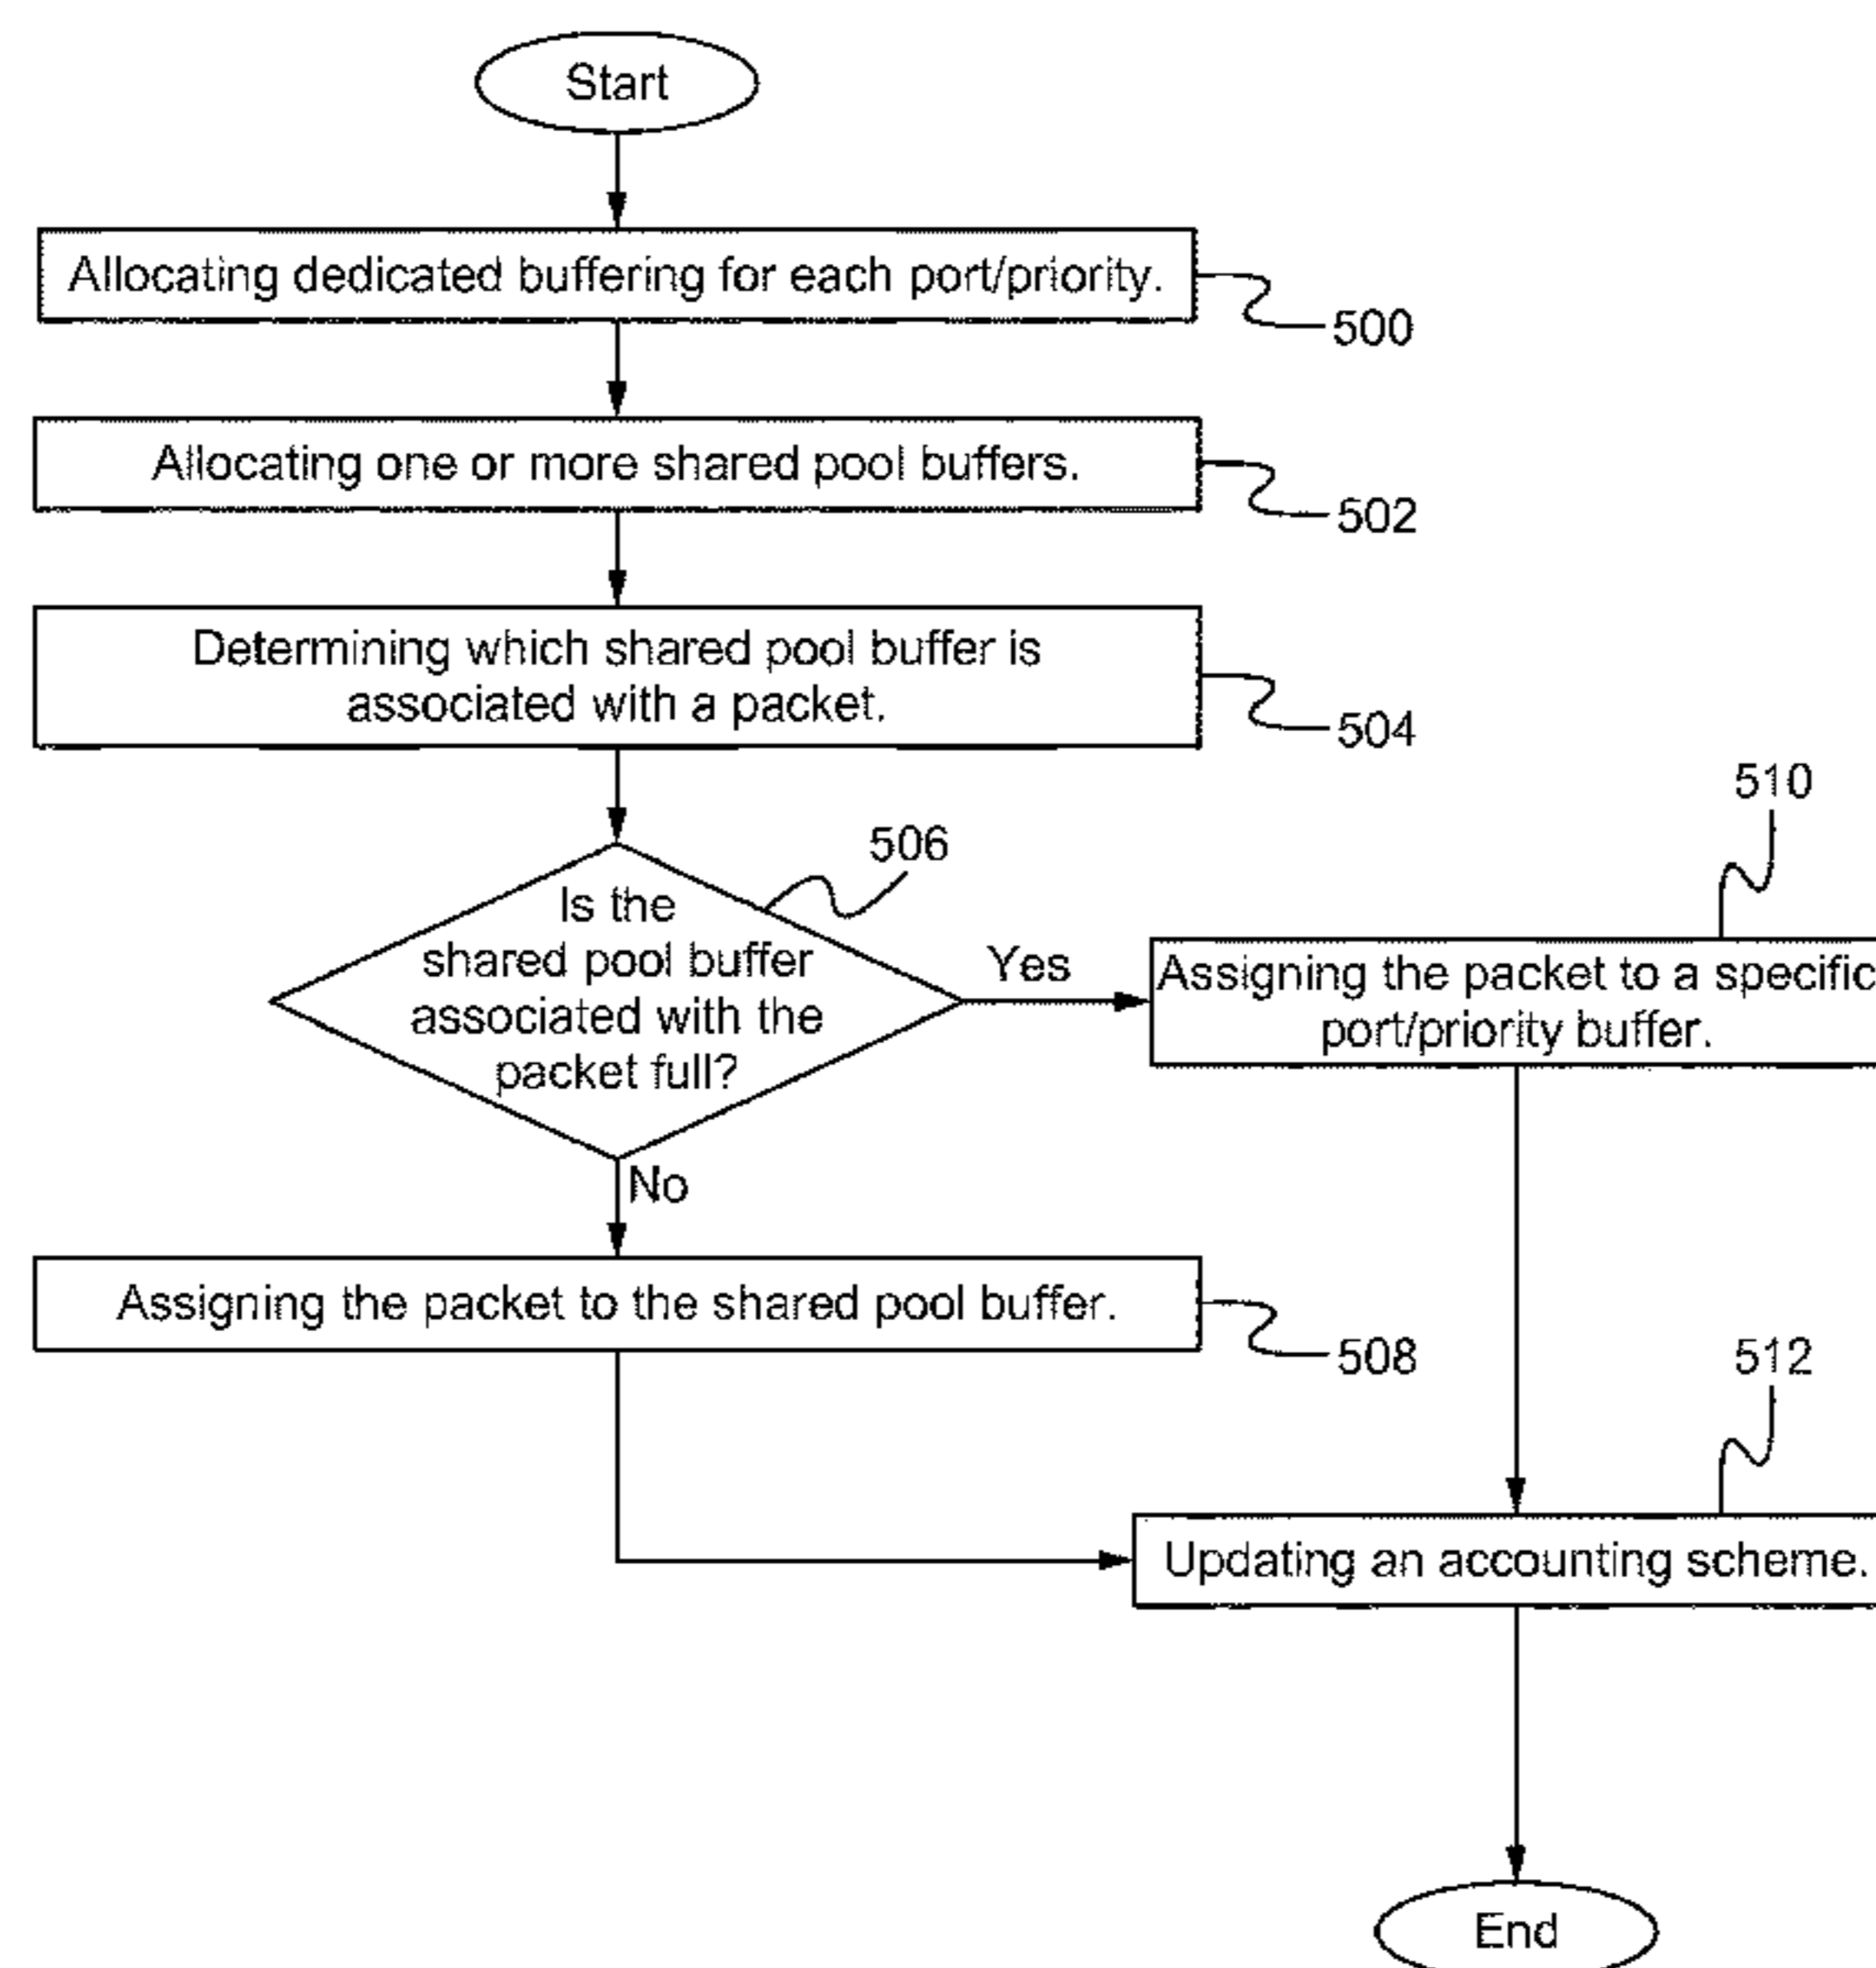 Start
Allocating dedicated buffering for each port/priority.
500
Allocating one or more shared pool buffers.
502
Determining which shared pool buffer is
associated with a packet.
504
506
Is the
shared pool buffer
associated with the
packet full?
Yes
510
Assigning the packet to a specific
port/priority buffer.
No
Assigning the packet to the shared pool buffer.
508
512
Updating an accounting scheme.
End